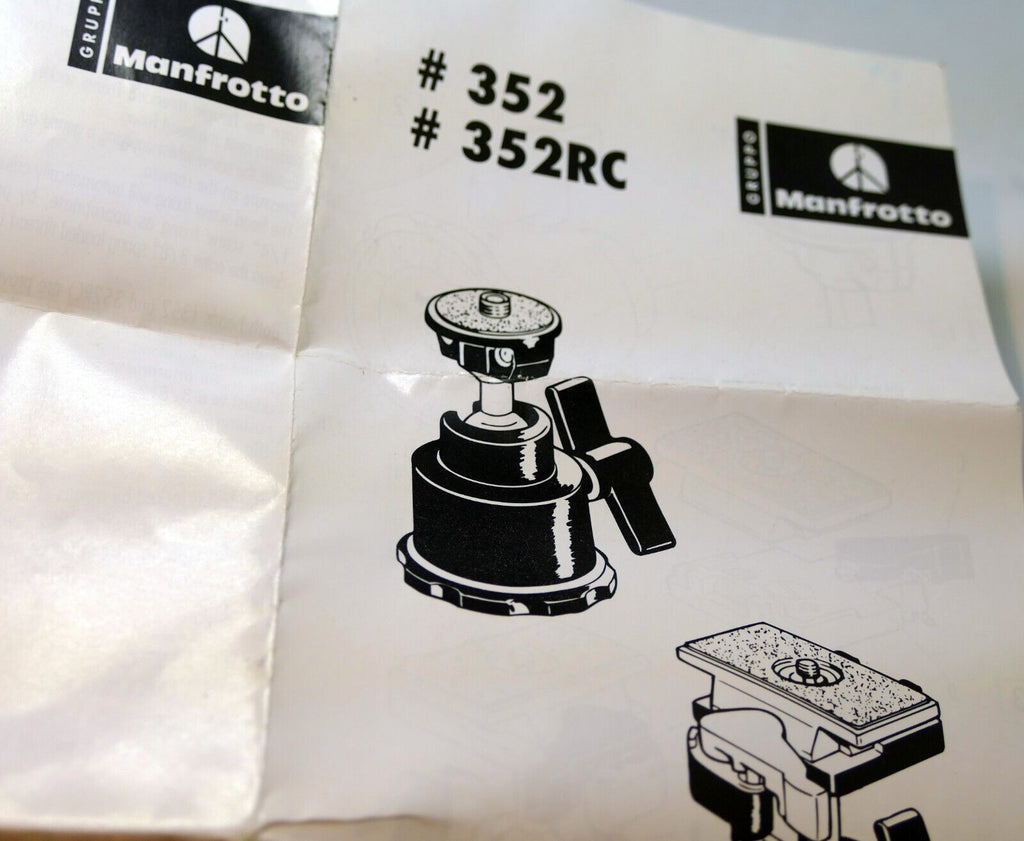 GRUPPO
Manfrotto
# 352
# 352RC
GRUPPO
Manfrotto